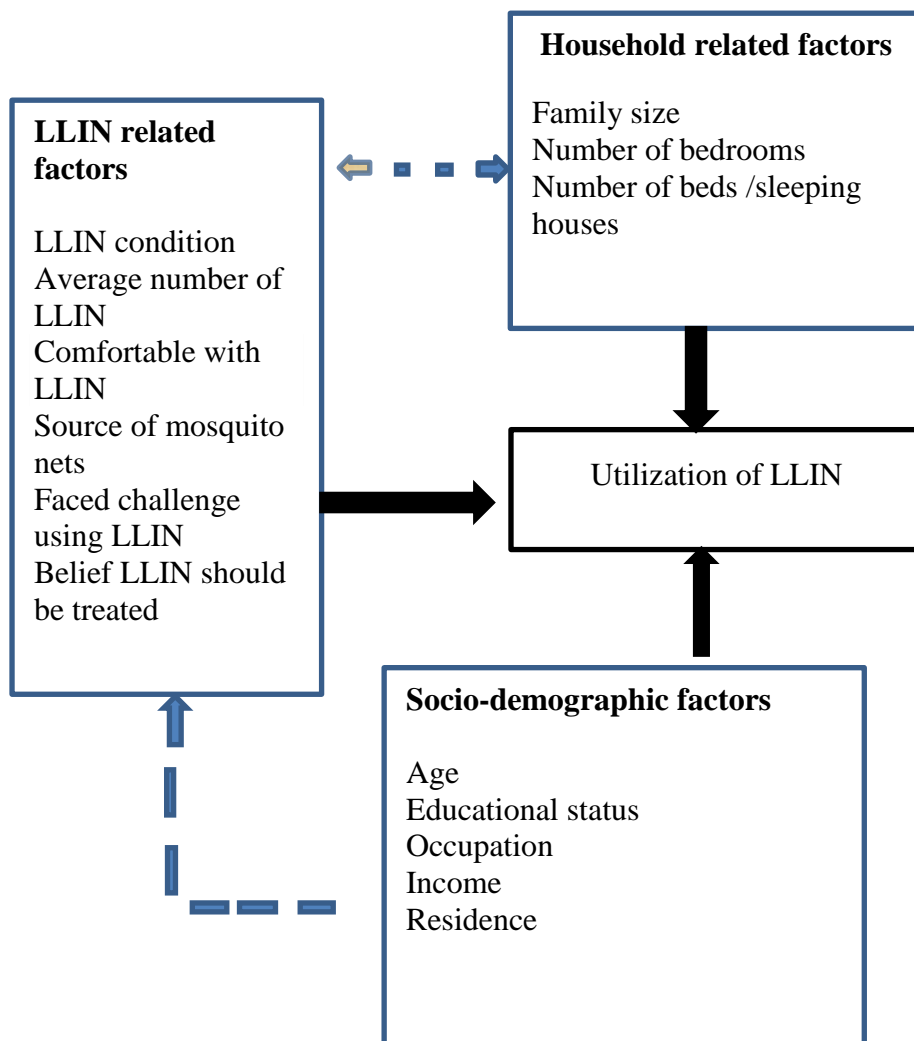 Household related factors
Family size
Number of bedrooms
Number of beds /sleeping
houses
LLIN related
factors
LLIN condition
Average number of
LLIN
Comfortable with
LLIN
Source of mosquito
nets
Faced challenge
using LLIN
Belief LLIN should
be treated
Utilization of LLIN
Socio-demographic factors
Age
Educational status
Occupation
Income
Residence